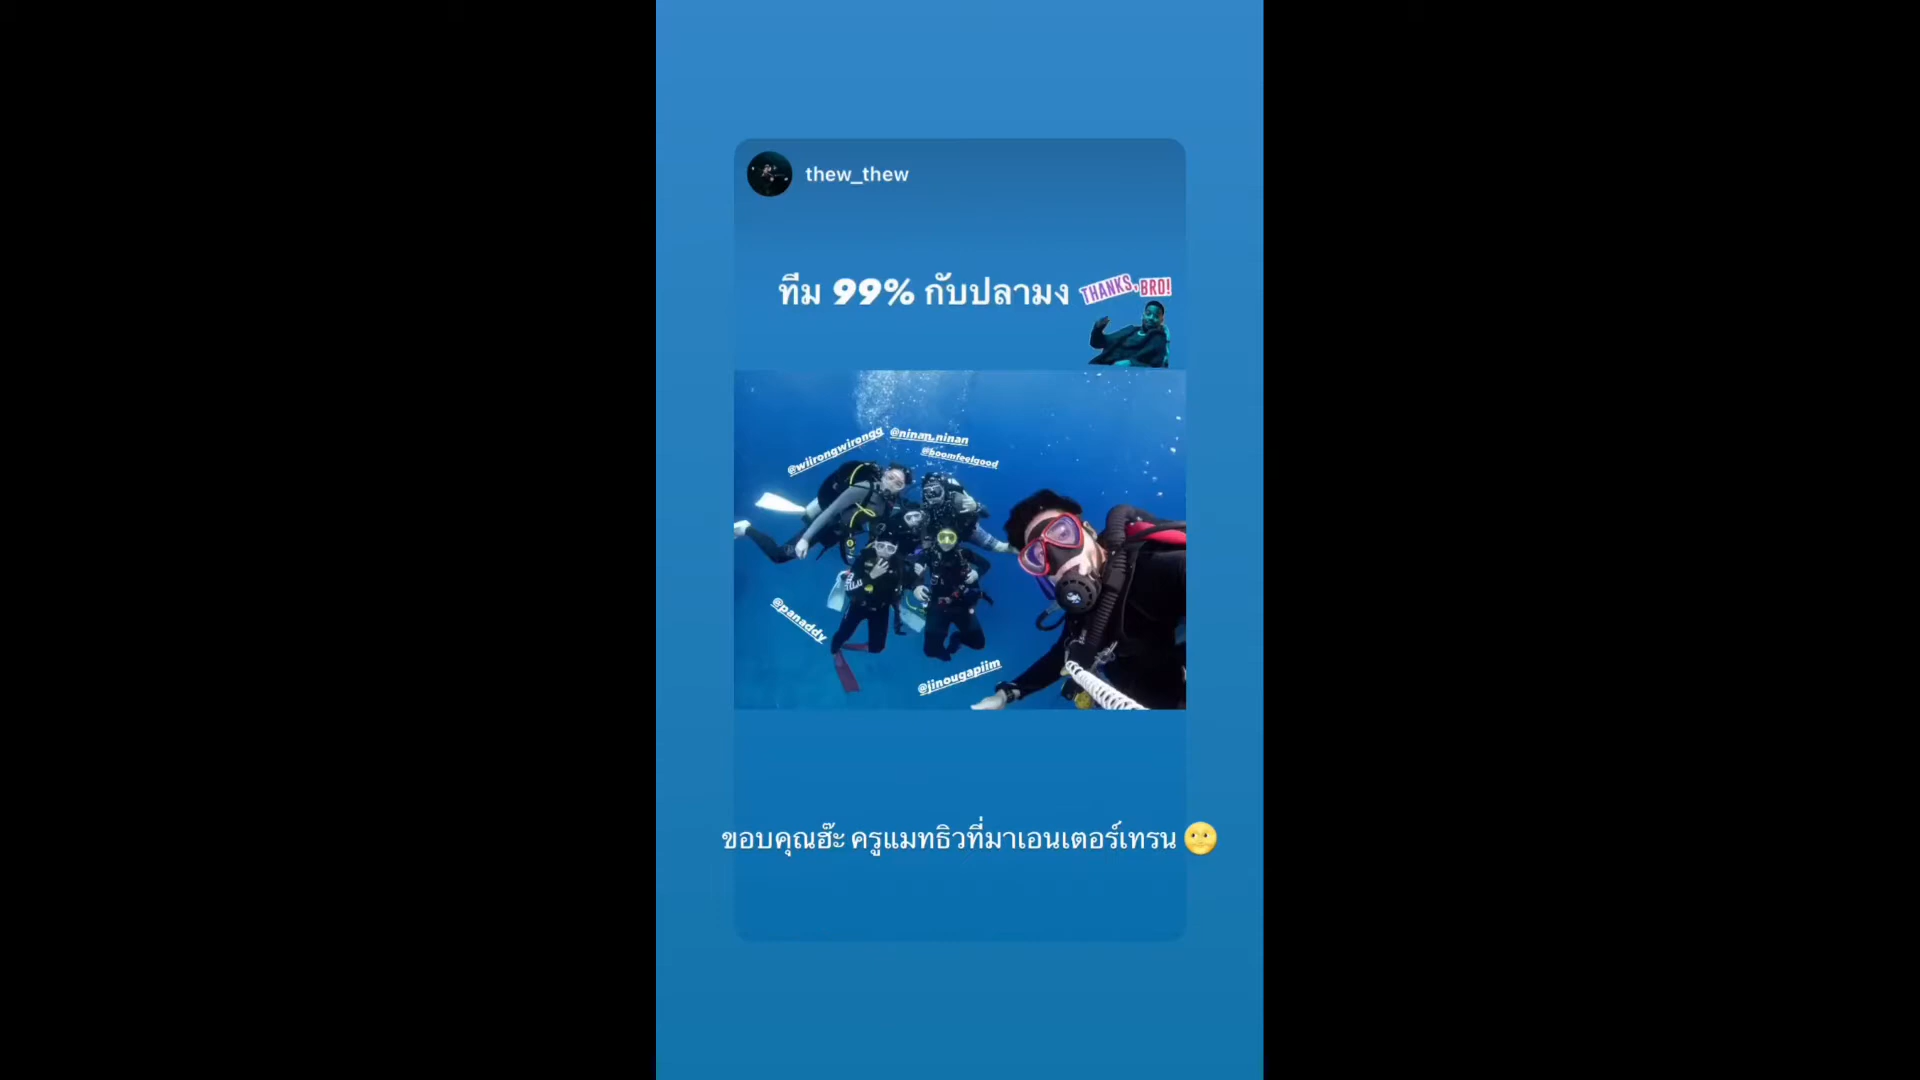 thew_thew
ทีม 99% กับปลามง
THANKS, BRO!
@wiirongwirongg
@ninan.ninan
@boomfeelgood
@panaddy
@jinougapiim
ขอบคุณฮ๊ะ ครูแมทธิวที่มาเอนเตอร์เทรน